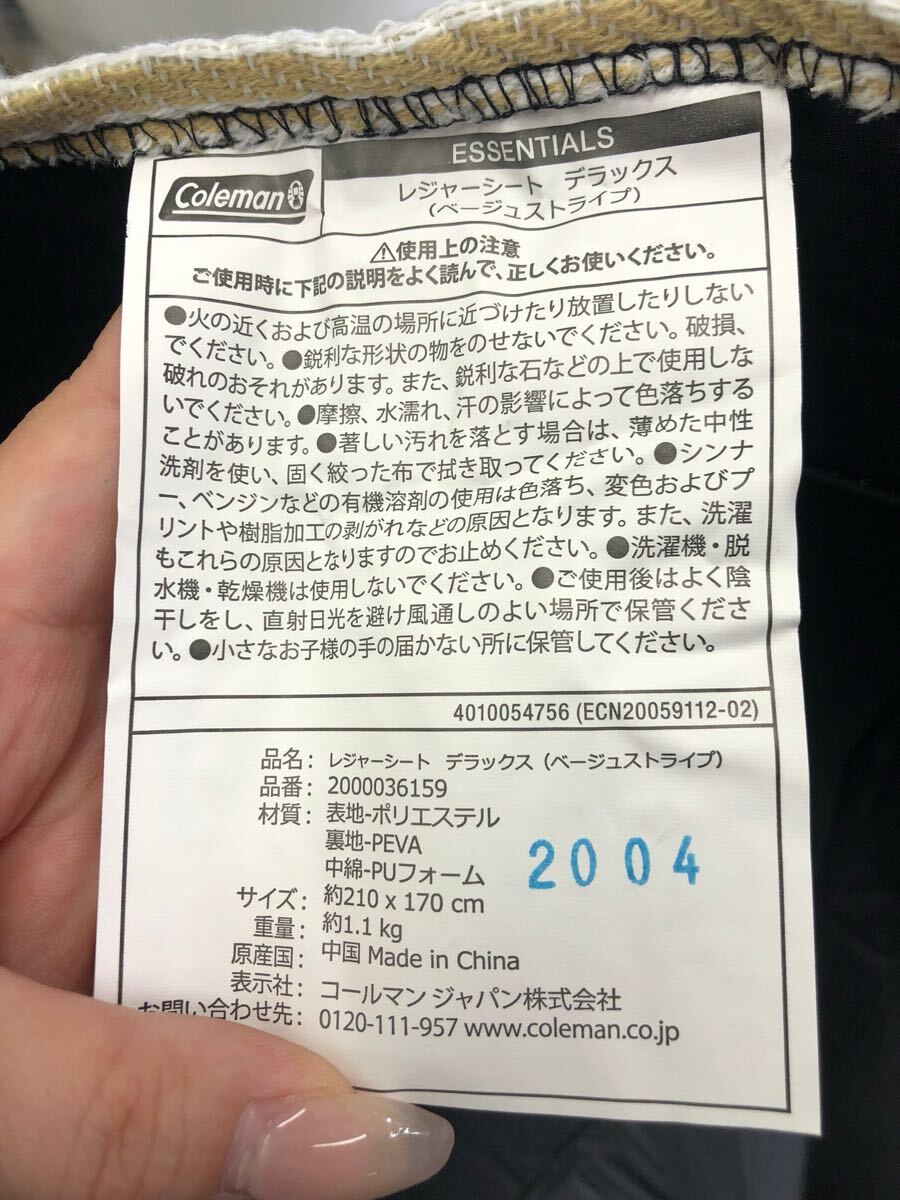 ESSENTIALS
Coleman
レジャーシート デラックス
(ベージュストライプ)
⚠使用上の注意
ご使用時に下記の説明をよく読んで、正しくお使いください。
●火の近くおよび高温の場所に近づけたり放置したりしない
でください。●鋭利な形状の物をのせないでください。破損、
破れのおそれがあります。また、鋭利な石などの上で使用しな
いでください。●摩擦、水濡れ、汗の影響によって色落ちする
ことがあります。●著しい汚れを落とす場合は、薄めた中性
洗剤を使い、固く絞った布で拭き取ってください。●シンナ
ー、ベンジンなどの有機溶剤の使用は色落ち、変色およびプ
リントや樹脂加工の剥がれなどの原因となります。また、洗濯
もこれらの原因となりますのでお止めください。●洗濯機・脱
水機・乾燥機は使用しないでください。●ご使用後はよく陰
干しをし、直射日光を避け風通しのよい場所で保管くださ
い。●小さなお子様の手の届かない所に保管してください。
4010054756 (ECN20059112-02)
品名: レジャーシート デラックス (ベージュストライプ)
品番: 2000036159
材質: 表地-ポリエステル
裏地-PEVA
中綿-PUフォーム
2004
サイズ: 約210 x 170 cm
重量: 約1.1 kg
原産国: 中国 Made in China
表示社: コールマン ジャパン株式会社
お問い合わせ先: 0120-111-957 www.coleman.co.jp